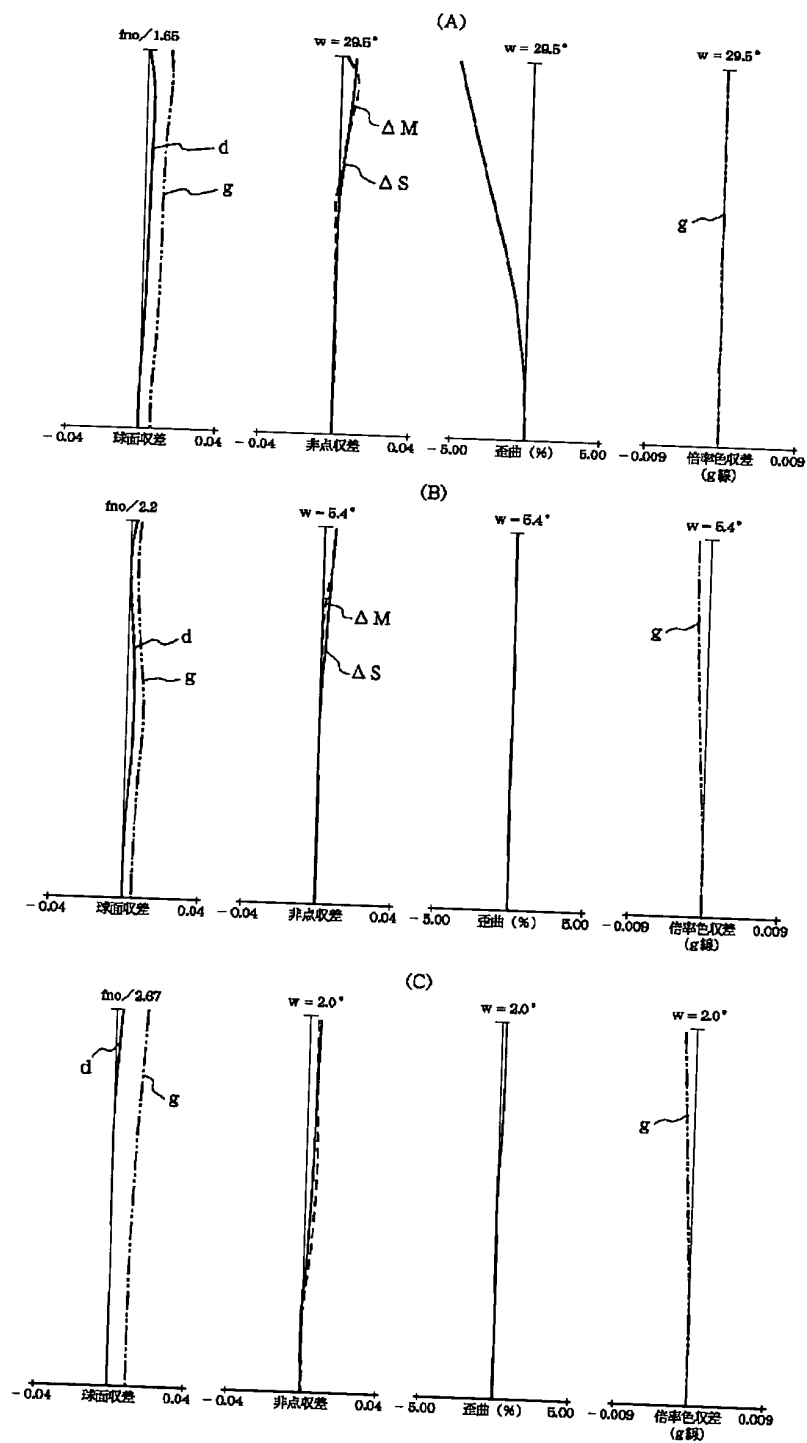 (A)
fno/1.65
w = 29.5°
w = 29.5°
w = 29.5°
ΔM
d
ΔS
g
g
-0.04
球面収差
0.04
-0.04
非点収差
0.04
-5.00
歪曲 (%)
5.00
-0.009
倍率色収差
(g線)
0.009
(B)
fno/2.2
w = 5.4°
w = 5.4°
w = 5.4°
ΔM
g
d
ΔS
g
-0.04
球面収差
0.04
-0.04
非点収差
0.04
-5.00
歪曲 (%)
5.00
-0.009
倍率色収差
(g線)
0.009
(C)
fno/2.67
w = 2.0°
w = 2.0°
w = 2.0°
d
g
g
-0.04
球面収差
0.04
-0.04
非点収差
0.04
-5.00
歪曲 (%)
5.00
-0.009
倍率色収差
(g線)
0.009